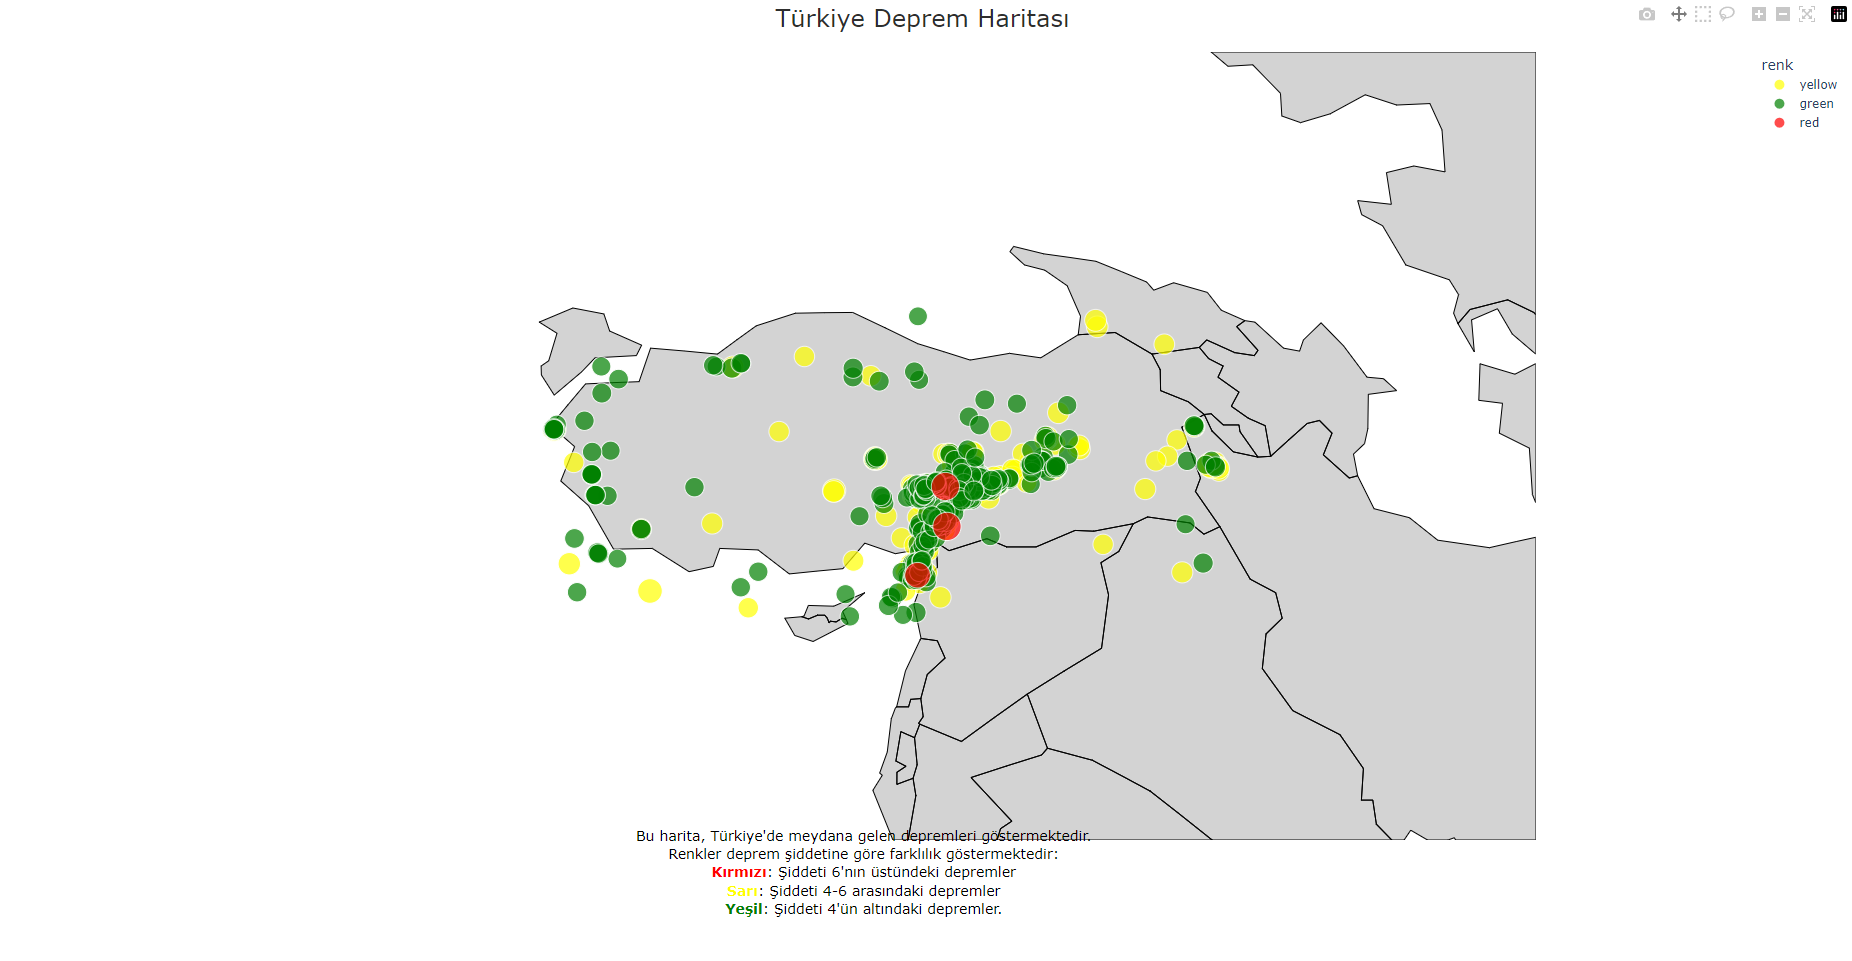 Türkiye Deprem Haritası
renk
yellow
green
red
Bu harita, Türkiye'de meydana gelen depremleri göstermektedir.
Renkler deprem şiddetine göre farklılık göstermektedir:
Kırmızı: Şiddeti 6'nın üstündeki depremler
Sarı: Şiddeti 4-6 arasındaki depremler
Yeşil: Şiddeti 4'ün altındaki depremler.